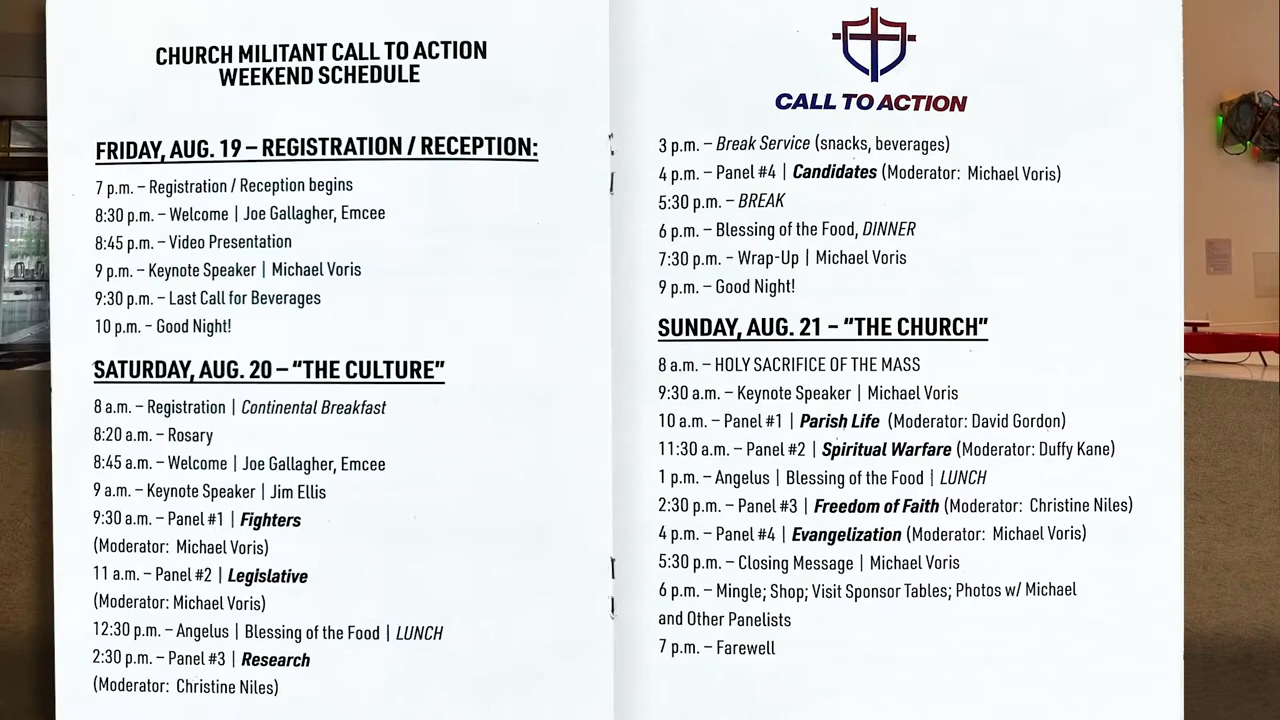 CHURCH MILITANT CALL TO ACTION
WEEKEND SCHEDULE
FRIDAY, AUG. 19 – REGISTRATION / RECEPTION:
7 p.m. – Registration / Reception begins
8:30 p.m. – Welcome | Joe Gallagher, Emcee
8:45 p.m. – Video Presentation
9 p.m. – Keynote Speaker | Michael Voris
9:30 p.m. – Last Call for Beverages
10 p.m. – Good Night!
SATURDAY, AUG. 20 – “THE CULTURE”
8 a.m. – Registration | Continental Breakfast
8:20 a.m. – Rosary
8:45 a.m. – Welcome | Joe Gallagher, Emcee
9 a.m. – Keynote Speaker | Jim Ellis
9:30 a.m. – Panel #1 | Fighters
(Moderator: Michael Voris)
11 a.m. – Panel #2 | Legislative
(Moderator: Michael Voris)
12:30 p.m. – Angelus | Blessing of the Food | LUNCH
2:30 p.m. – Panel #3 | Research
(Moderator: Christine Niles)
CALL TO ACTION
3 p.m. – Break Service (snacks, beverages)
4 p.m. – Panel #4 | Candidates (Moderator: Michael Voris)
5:30 p.m. – BREAK
6 p.m. – Blessing of the Food, DINNER
7:30 p.m. – Wrap-Up | Michael Voris
9 p.m. – Good Night!
SUNDAY, AUG. 21 – “THE CHURCH”
8 a.m. – HOLY SACRIFICE OF THE MASS
9:30 a.m. – Keynote Speaker | Michael Voris
10 a.m. – Panel #1 | Parish Life (Moderator: David Gordon)
11:30 a.m. – Panel #2 | Spiritual Warfare (Moderator: Duffy Kane)
1 p.m. – Angelus | Blessing of the Food | LUNCH
2:30 p.m. – Panel #3 | Freedom of Faith (Moderator: Christine Niles)
4 p.m. – Panel #4 | Evangelization (Moderator: Michael Voris)
5:30 p.m. – Closing Message | Michael Voris
6 p.m. – Mingle; Shop; Visit Sponsor Tables; Photos w/ Michael
and Other Panelists
7 p.m. – Farewell